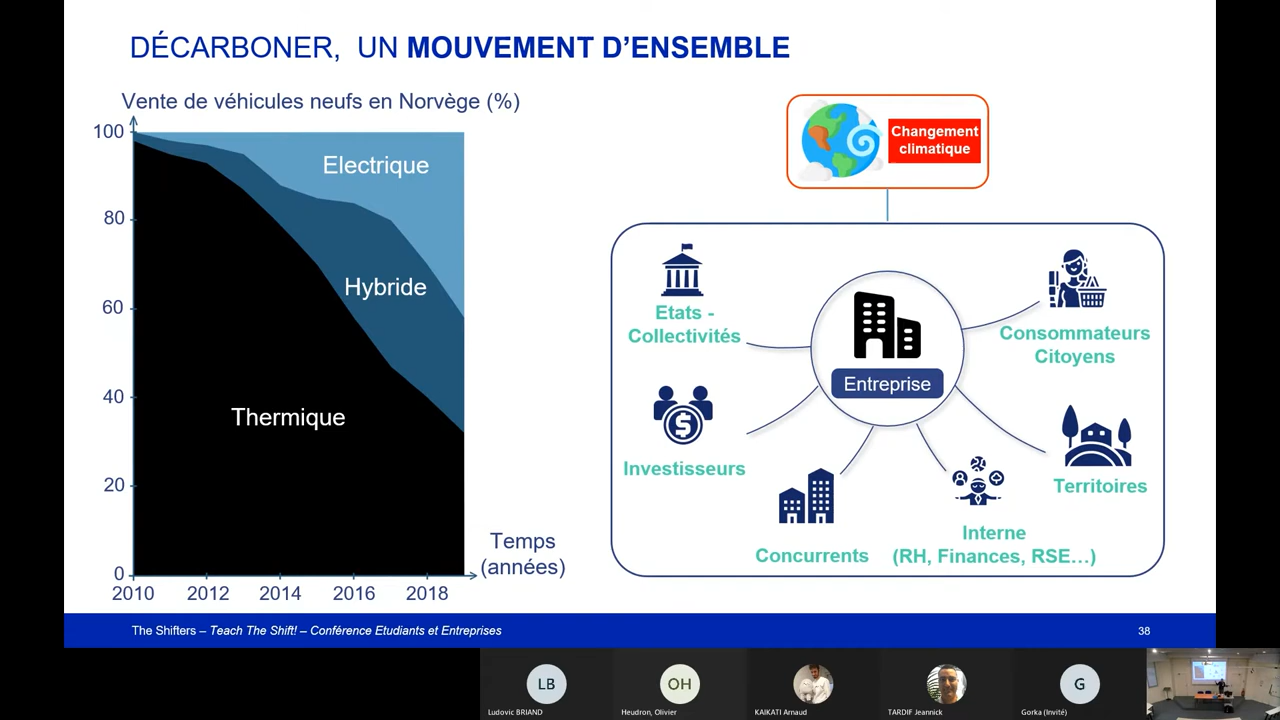 DÉCARBONER, UN MOUVEMENT D’ENSEMBLE
Vente de véhicules neufs en Norvège (%)
100
80
60
40
20
0
Electrique
Hybride
Thermique
2010
2012
2014
2016
2018
Temps
(années)
Changement
climatique
Etats -
Collectivités
Entreprise
Consommateurs
Citoyens
Investisseurs
Territoires
Concurrents
Interne
(RH, Finances, RSE…)
The Shifters – Teach The Shift! – Conférence Etudiants et Entreprises
38
LB
OH
G
Ludovic BRIAND
Heudron, Olivier
KAIKATI Arnaud
TARDIF Jeannick
Gorka (Invité)